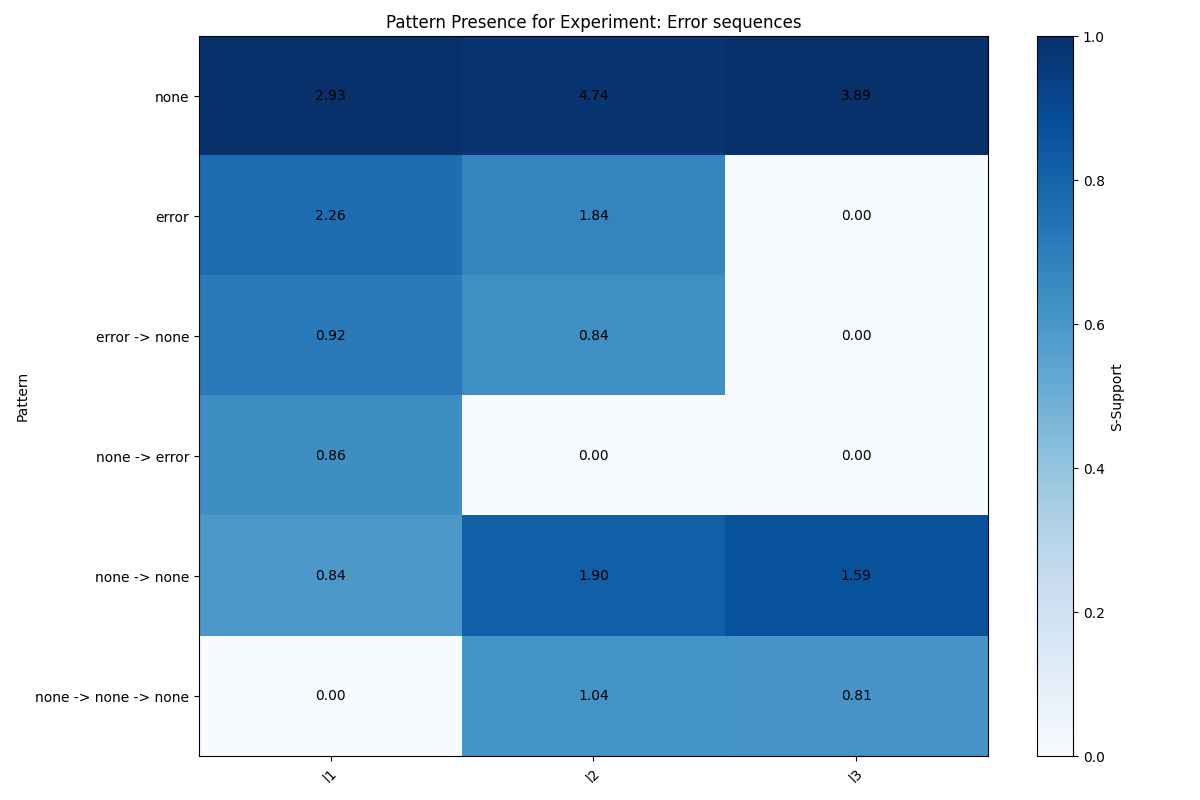 Pattern Presence for Experiment: Error sequences
Pattern
none 2.93 4.74 3.89
error 2.26 1.84 0.00
error -> none 0.92 0.84 0.00
none -> error 0.86 0.00 0.00
none -> none 0.84 1.90 1.59
none -> none -> none 0.00 1.04 0.81
I1 I2 I3
1.0
0.8
0.6
0.4
0.2
0.0
S-Support